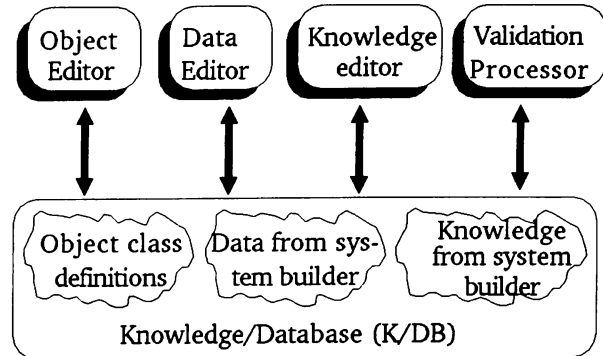 Object
Editor
Data
Editor
Knowledge
editor
Validation
Processor
Object class
definitions
Data from sys-
tem builder
Knowledge
from system
builder
Knowledge/Database (K/DB)